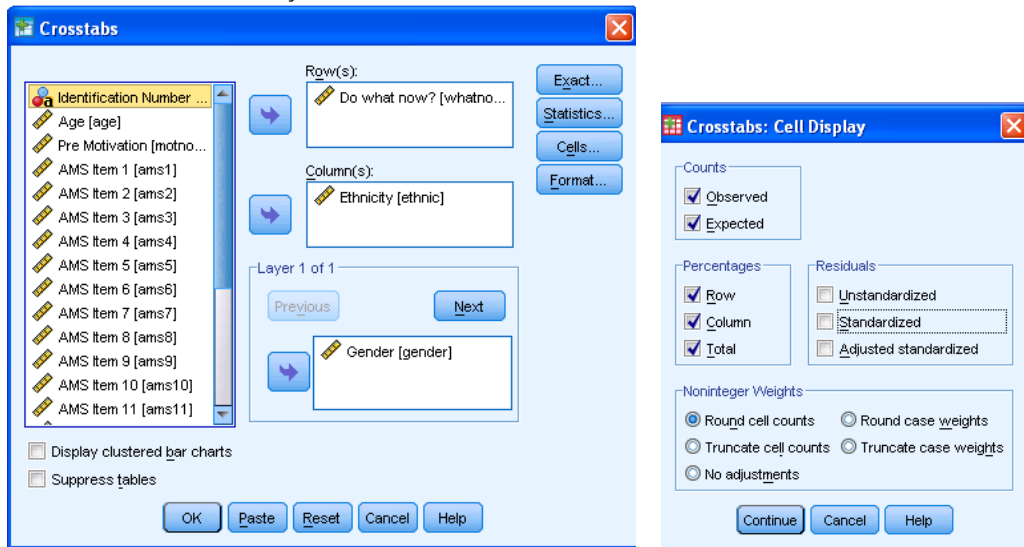 Crosstabs
Identification Number ...
Age [age]
Pre Motivation [motno...
AMS Item 1 [ams1]
AMS Item 2 [ams2]
AMS Item 3 [ams3]
AMS Item 4 [ams4]
AMS Item 5 [ams5]
AMS Item 6 [ams6]
AMS Item 7 [ams7]
AMS Item 8 [ams8]
AMS Item 9 [ams9]
AMS Item 10 [ams10]
AMS Item 11 [ams11]
Row(s):
Do what now? [whatno...
Column(s):
Ethnicity [ethnic]
Layer 1 of 1
Previous
Next
Gender [gender]
Exact...
Statistics...
Cells...
Format...
Display clustered bar charts
Suppress tables
OK Paste Reset Cancel Help
Crosstabs: Cell Display
Counts
Observed
Expected
Percentages
Row
Column
Total
Residuals
Unstandardized
Standardized
Adjusted standardized
Noninteger Weights
Round cell counts Round case weights
Truncate cell counts Truncate case weights
No adjustments
Continue Cancel Help